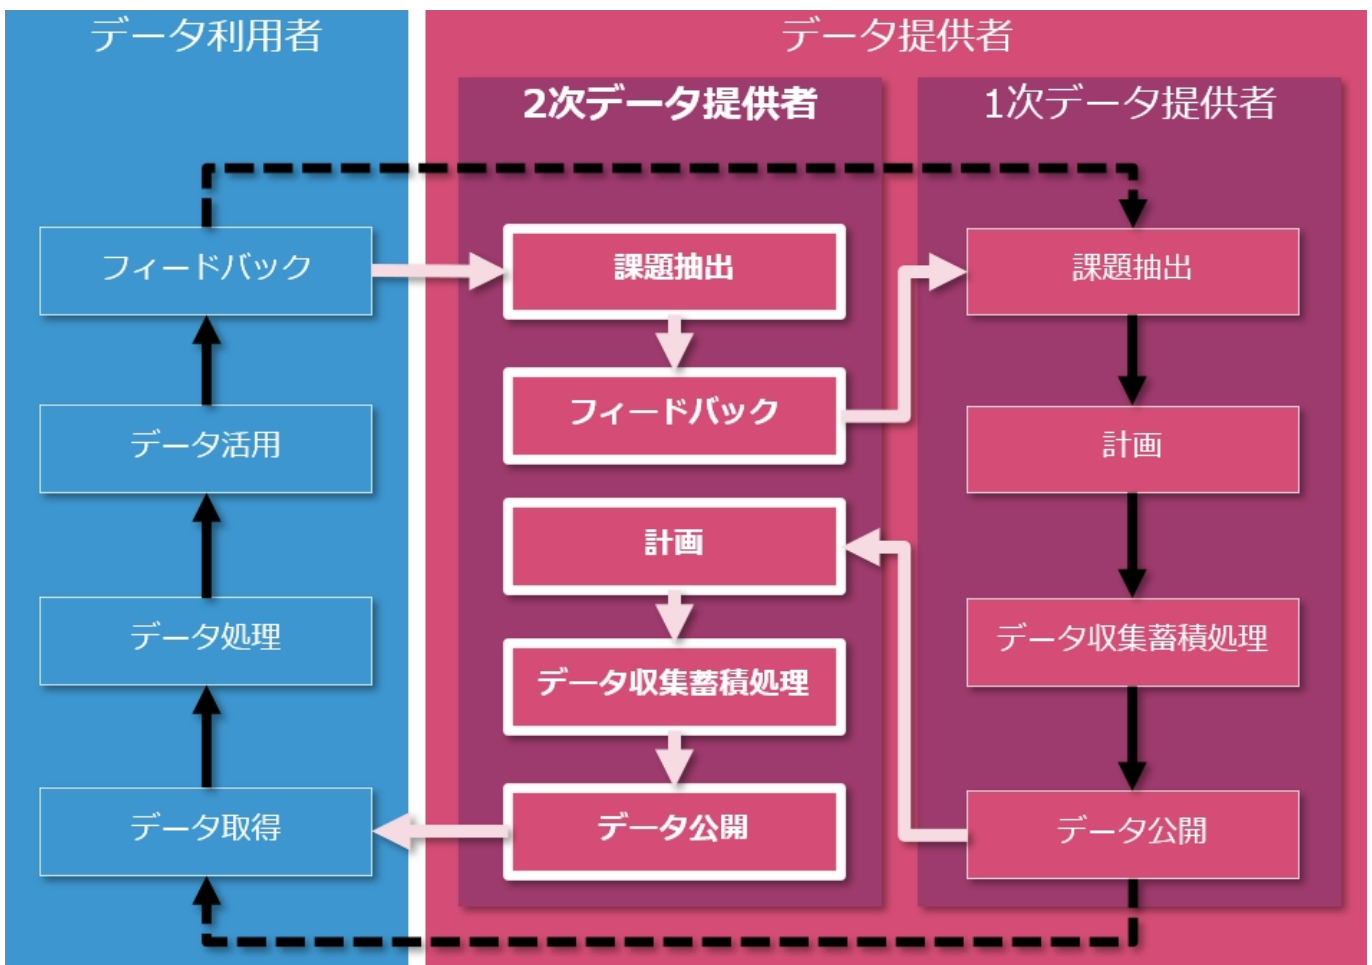 データ利用者
フィードバック
データ活用
データ処理
データ取得
データ提供者
2次データ提供者
課題抽出
フィードバック
計画
データ収集蓄積処理
データ公開
1次データ提供者
課題抽出
計画
データ収集蓄積処理
データ公開